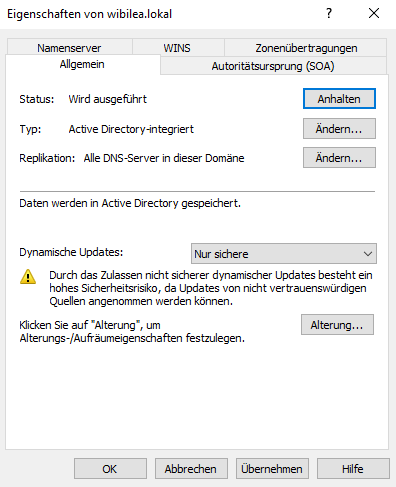 Eigenschaften von wibilea.lokal ? ×
Namenserver WINS Zonenübertragungen
Allgemein Autoritätsursprung (SOA)
Status: Wird ausgeführt Anhalten
Typ: Active Directory-integriert Ändern...
Replikation: Alle DNS-Server in dieser Domäne Ändern...
Daten werden in Active Directory gespeichert.
Dynamische Updates: Nur sichere
Durch das Zulassen nicht sicherer dynamischer Updates besteht ein
hohes Sicherheitsrisiko, da Updates von nicht vertrauenswürdigen
Quellen angenommen werden können.
Klicken Sie auf "Alterung", um Alterung...
Alterungs-/Aufräumeigenschaften festzulegen.
OK Abbrechen Übernehmen Hilfe